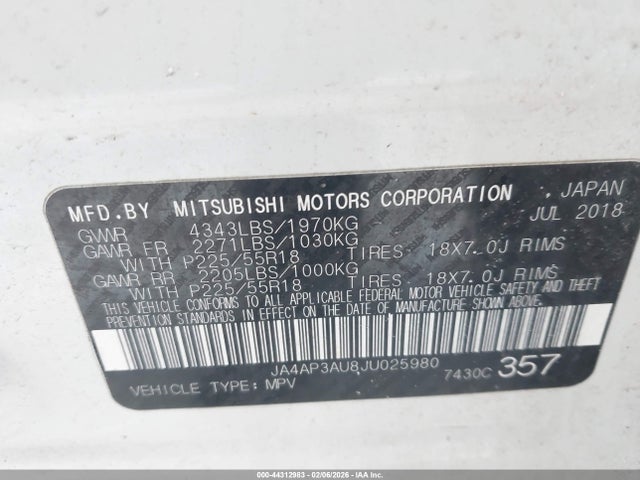 MFD.BY MITSUBISHI MOTORS CORPORATION . JAPAN
GVWR 4343LBS/1970KG JUL 2018
GAWR FR 2271LBS/1030KG
WITH P225/55R18 TIRES 18X7.0J RIMS
GAWR RR 2205LBS/1000KG
WITH P225/55R18 TIRES 18X7.0J RIMS
THIS VEHICLE CONFORMS TO ALL APPLICABLE FEDERAL MOTOR VEHICLE SAFETY AND THEFT
PREVENTION STANDARDS IN EFFECT ON THE DATE OF MANUFACTURE SHOWN ABOVE.
JA4AP3AU8JU025980
VEHICLE TYPE: MPV 7430C 357
000-44312963 - 02/06/2026 - IAA Inc.